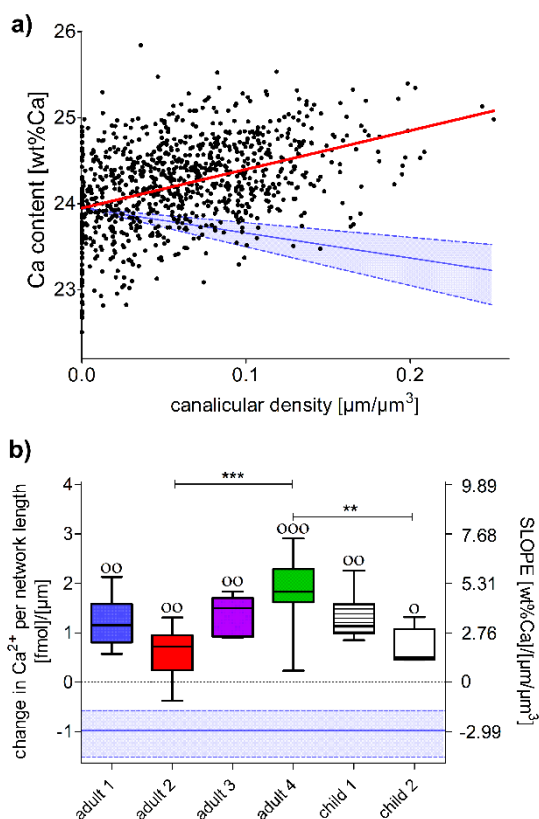 a)
26
25
24
23
Ca content [wt%Ca]
0.0
0.1
0.2
canalicular density [µm/µm³]
b)
***
**
4
3
2
1
0
-1
9.89
7.68
5.31
2.76
0
-2.99
oo
oo
oo
ooo
oo
o
change in Ca²⁺ per network length
[fmol]/[µm]
SLOPE [wt%Ca]/[µm/µm³]
adult 1
adult 2
adult 3
adult 4
child 1
child 2